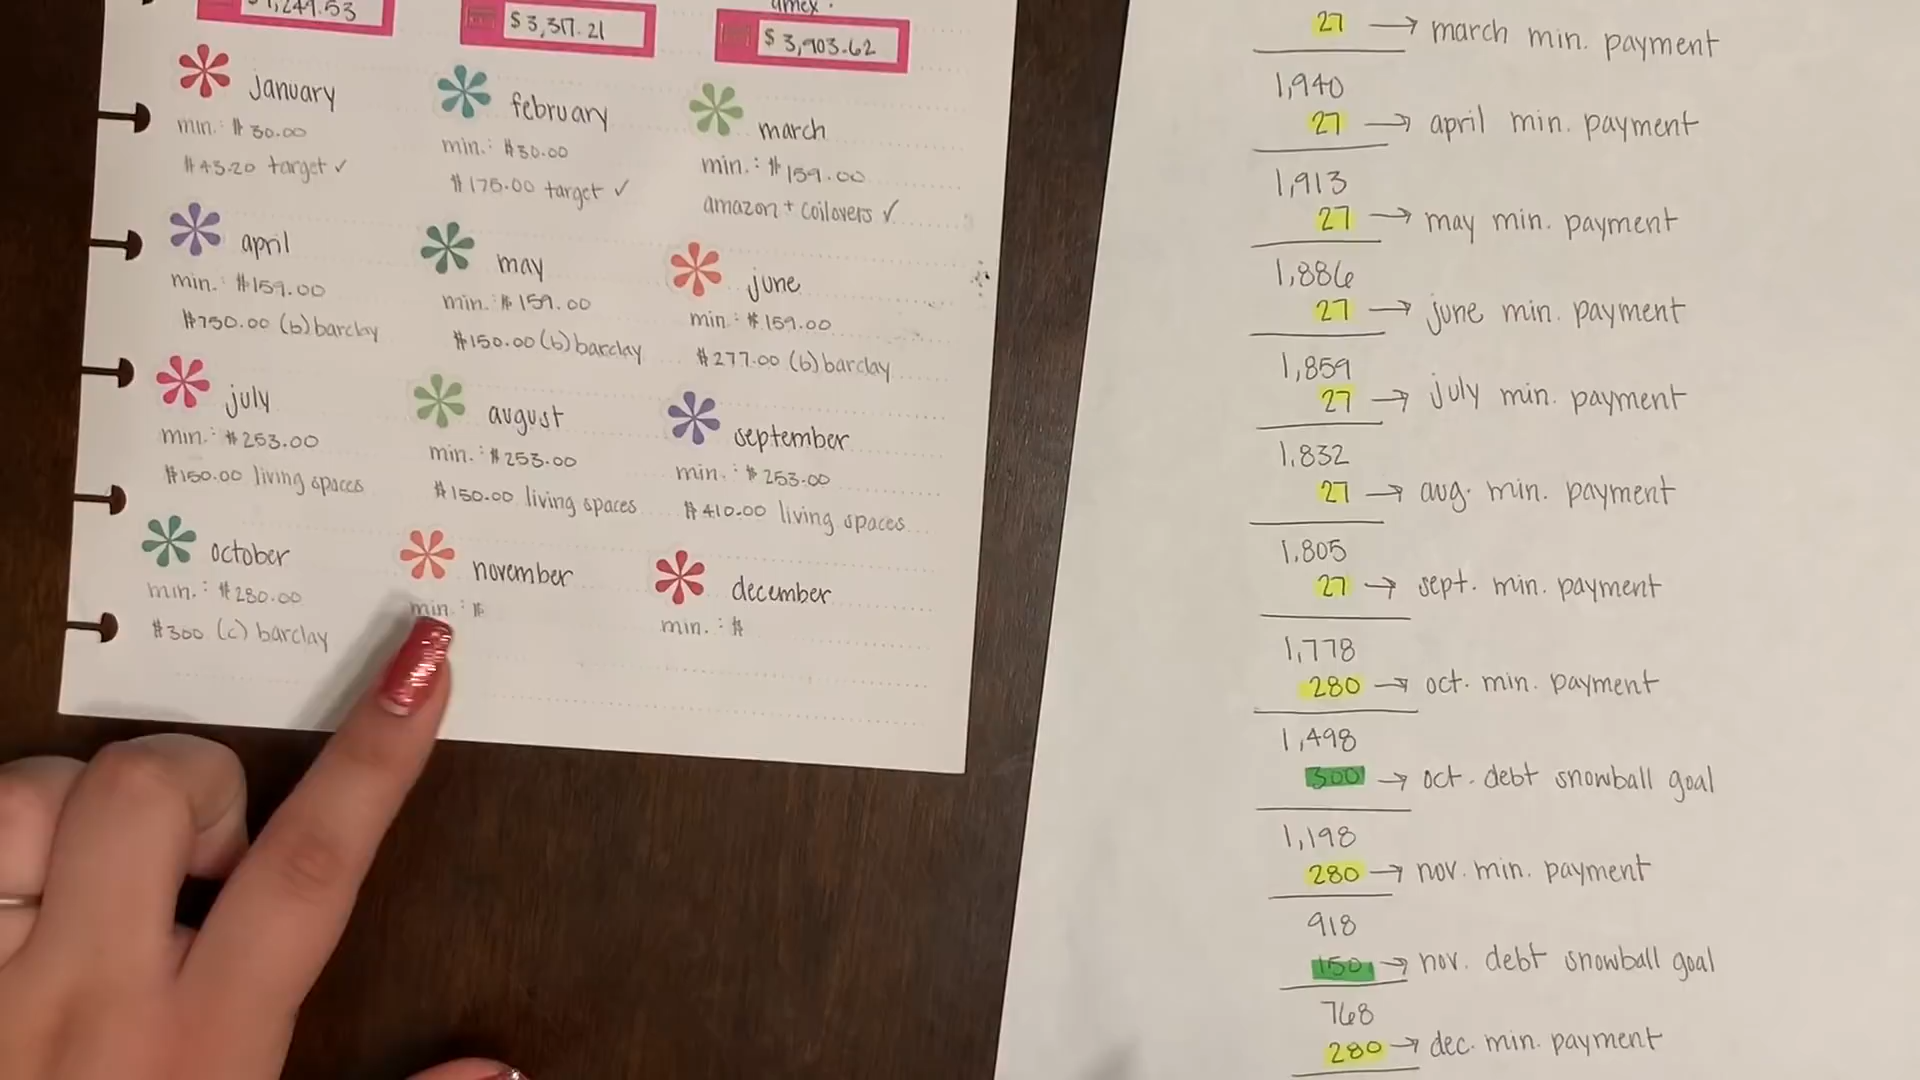 amex.
$ 3,317.21
$ 3,903.62
january
min.: $30.00
$43.20 target ✓
february
min.: $30.00
$175.00 target ✓
march
min.: $159.00
amazon + coilovers ✓
april
min.: $159.00
$750.00 (b) barclay
may
min.: $159.00
$150.00 (b) barclay
june
min.: $159.00
$277.00 (b) barclay
july
min.: $253.00
$150.00 living spaces
august
min.: $253.00
$150.00 living spaces
september
min.: $253.00
$410.00 living spaces
october
min.: $280.00
$300 (c) barclay
november
min.: $
december
min.: $
27 → march min. payment
1,940
27 → april min. payment
1,913
27 → may min. payment
1,886
27 → june min. payment
1,859
27 → july min. payment
1,832
27 → aug. min. payment
1,805
27 → sept. min. payment
1,778
280 → oct. min. payment
1,498
300 → oct. debt snowball goal
1,198
280 → nov. min. payment
918
150 → nov. debt snowball goal
768
280 → dec. min. payment